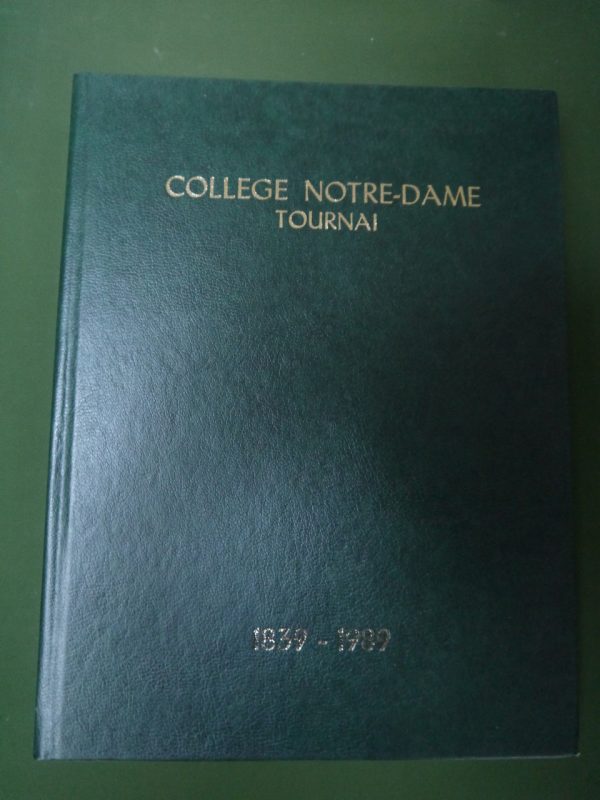 COLLEGE NOTRE-DAME
TOURNAI
1839 - 1989